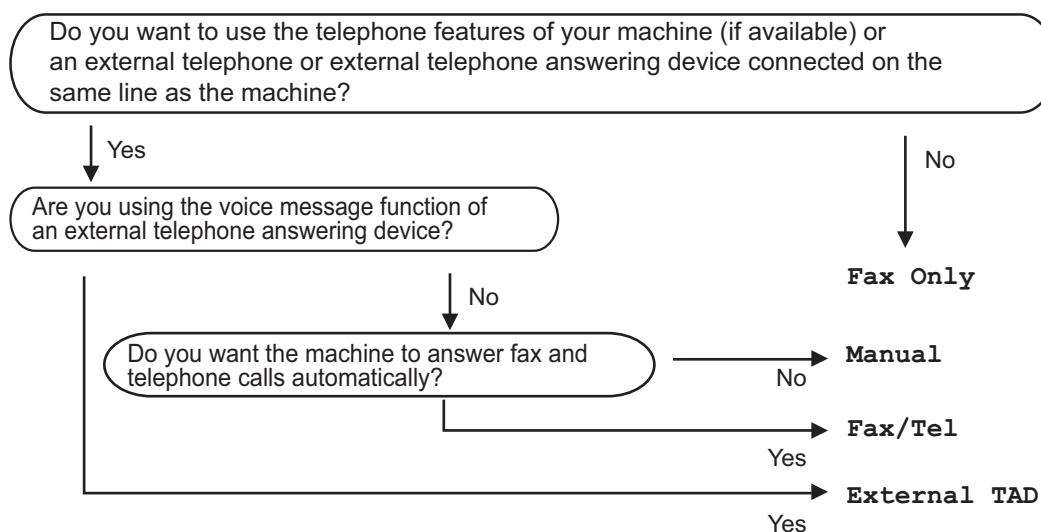 Do you want to use the telephone features of your machine (if available) or
an external telephone or external telephone answering device connected on the
same line as the machine?
Yes
No
Are you using the voice message function of
an external telephone answering device?
Fax Only
No
Do you want the machine to answer fax and
telephone calls automatically?
Manual
No
Fax/Tel
Yes
External TAD
Yes